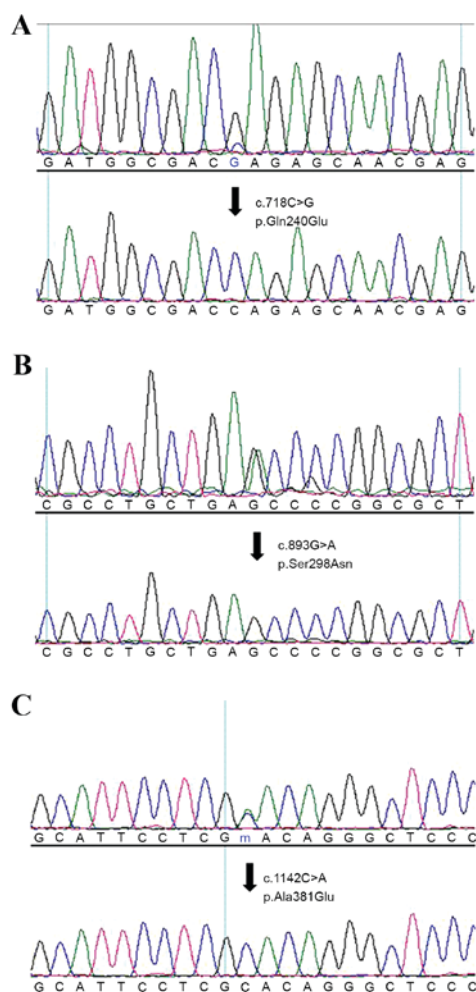 A
G A T G G C G A C G A G A G C A A C G A G
c.718C>G
p.Gln240Glu
G A T G G C G A C C A G A G C A A C G A G
B
C G C C T G C T G A G C C C C G G C G C T
c.893G>A
p.Ser298Asn
C G C C T G C T G A G C C C C G G C G C T
C
G C A T T C C T C G m A C A G G G C T C C C
c.1142C>A
p.Ala381Glu
G C A T T C C T C G C A C A G G G C T C C C